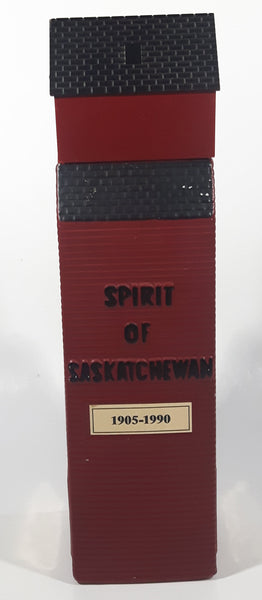 SPIRIT
OF
SASKATCHEWAN
1905-1990